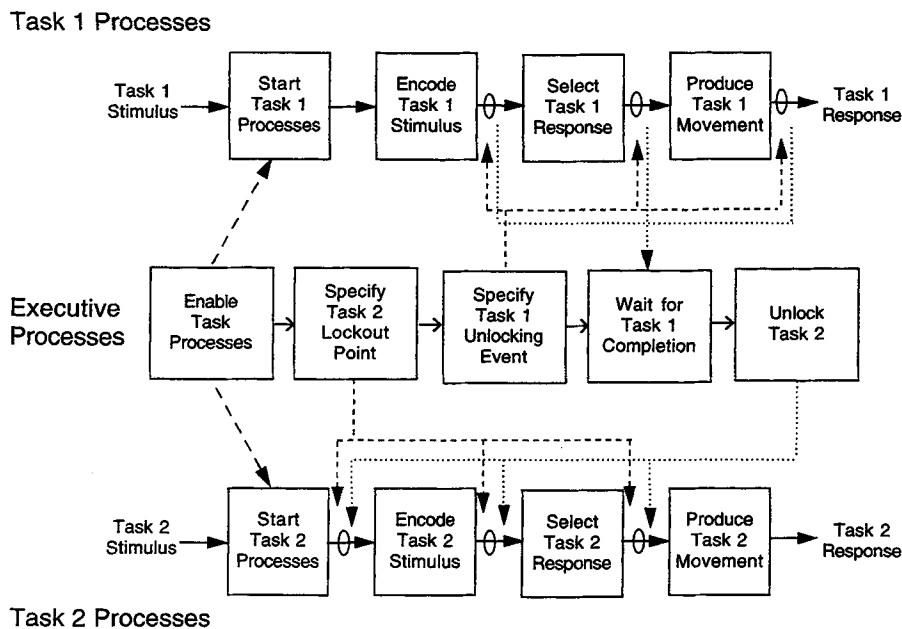 Task 1 Processes
Task 1
Stimulus
Start
Task 1
Processes
Encode
Task 1
Stimulus
Select
Task 1
Response
Produce
Task 1
Movement
Task 1
Response
Executive
Processes
Enable
Task
Processes
Specify
Task 2
Lockout
Point
Specify
Task 1
Unlocking
Event
Wait for
Task 1
Completion
Unlock
Task 2
Task 2
Stimulus
Start
Task 2
Processes
Encode
Task 2
Stimulus
Select
Task 2
Response
Produce
Task 2
Movement
Task 2
Response
Task 2 Processes